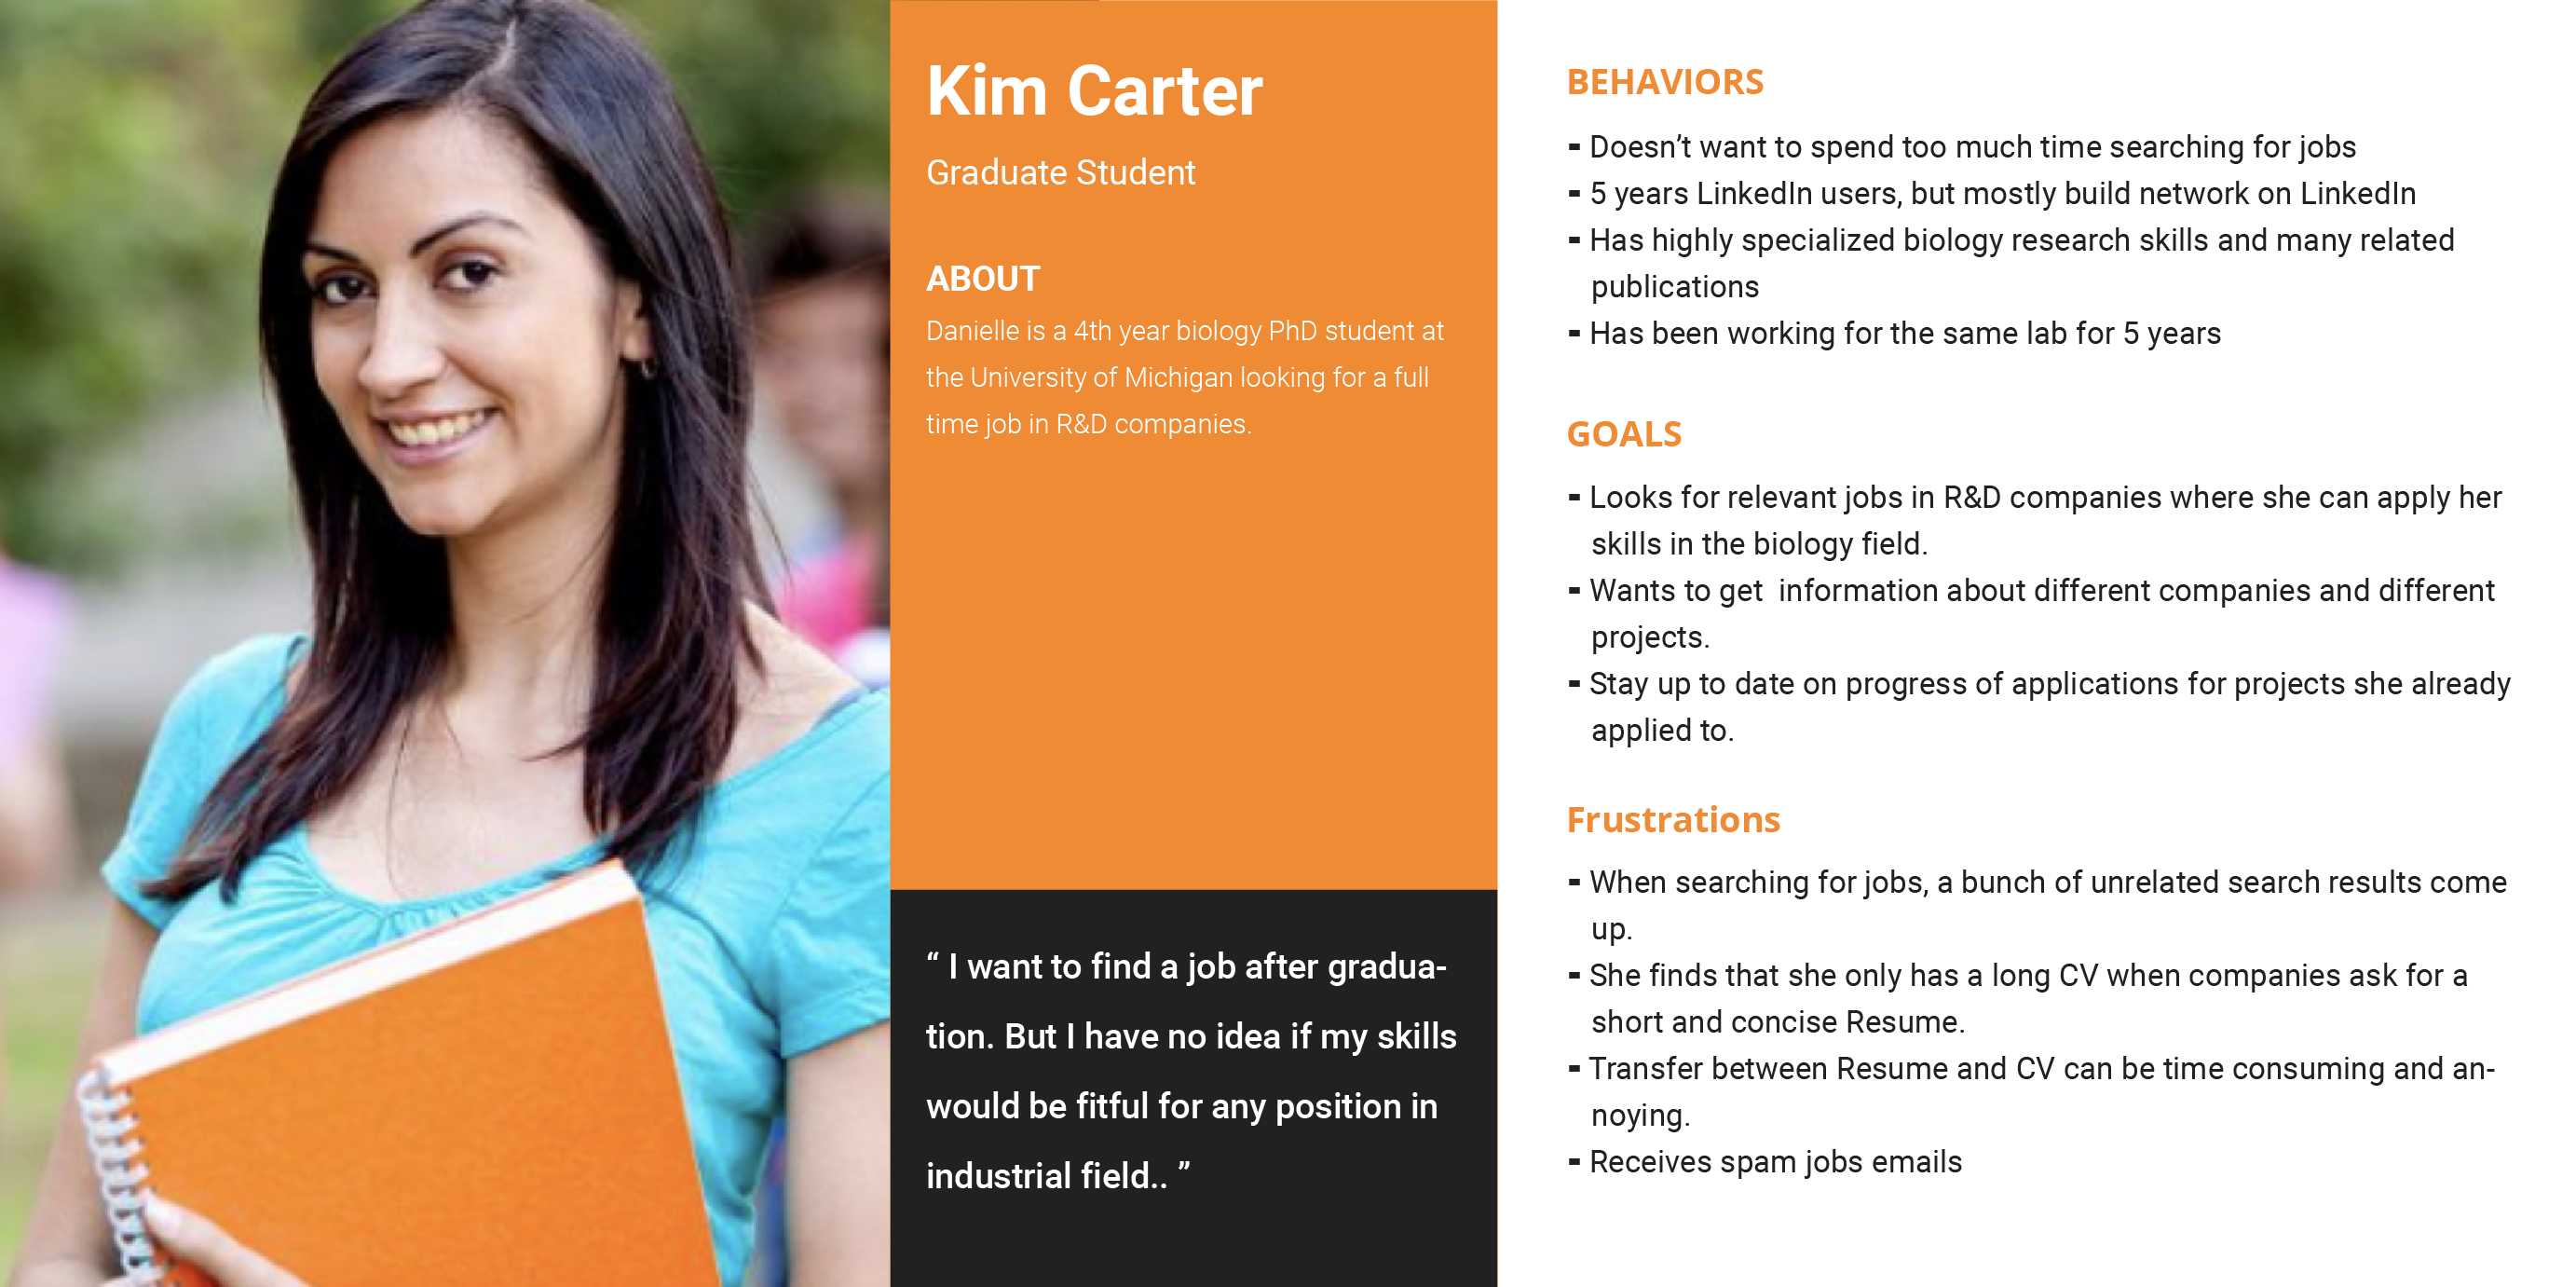 Kim Carter
Graduate Student
ABOUT
Danielle is a 4th year biology PhD student at
the University of Michigan looking for a full
time job in R&D companies.
“ I want to find a job after gradua-
tion. But I have no idea if my skills
would be fitful for any position in
industrial field.. ”
BEHAVIORS
- Doesn’t want to spend too much time searching for jobs
- 5 years LinkedIn users, but mostly build network on LinkedIn
- Has highly specialized biology research skills and many related
publications
- Has been working for the same lab for 5 years
GOALS
- Looks for relevant jobs in R&D companies where she can apply her
skills in the biology field.
- Wants to get  information about different companies and different
projects.
- Stay up to date on progress of applications for projects she already
applied to.
Frustrations
- When searching for jobs, a bunch of unrelated search results come
up.
- She finds that she only has a long CV when companies ask for a
short and concise Resume.
- Transfer between Resume and CV can be time consuming and an-
noying.
- Receives spam jobs emails